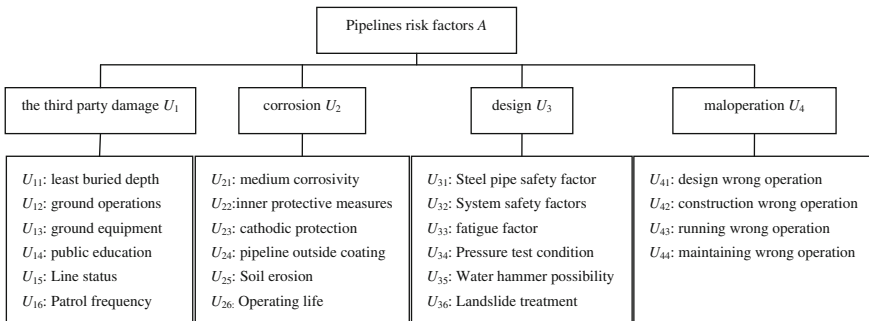 Pipelines risk factors A
the third party damage U1
corrosion U2
design U3
maloperation U4
U11: least buried depth
U12: ground operations
U13: ground equipment
U14: public education
U15: Line status
U16: Patrol frequency
U21: medium corrosivity
U22:inner protective measures
U23: cathodic protection
U24: pipeline outside coating
U25: Soil erosion
U26: Operating life
U31: Steel pipe safety factor
U32: System safety factors
U33: fatigue factor
U34: Pressure test condition
U35: Water hammer possibility
U36: Landslide treatment
U41: design wrong operation
U42: construction wrong operation
U43: running wrong operation
U44: maintaining wrong operation